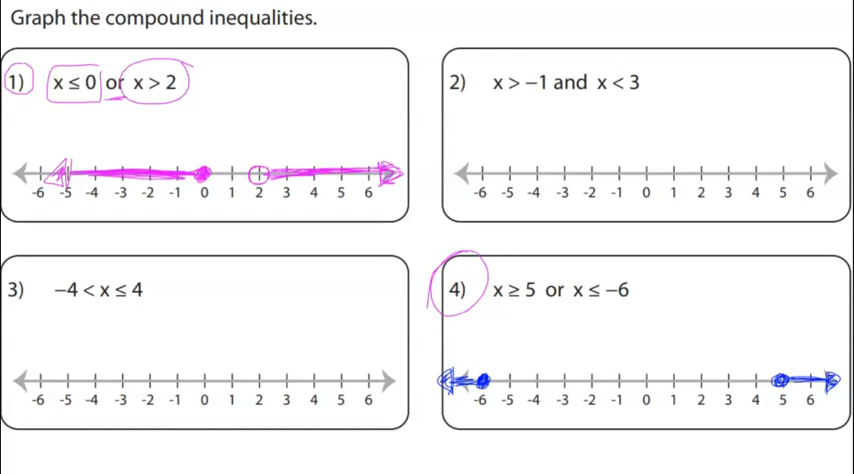 Graph the compound inequalities.
1) x ≤ 0 or x > 2
-6 -5 -4 -3 -2 -1 0 1 2 3 4 5 6
2) x > −1 and x < 3
-6 -5 -4 -3 -2 -1 0 1 2 3 4 5 6
3) −4 < x ≤ 4
-6 -5 -4 -3 -2 -1 0 1 2 3 4 5 6
4) x ≥ 5 or x ≤ −6
-6 -5 -4 -3 -2 -1 0 1 2 3 4 5 6